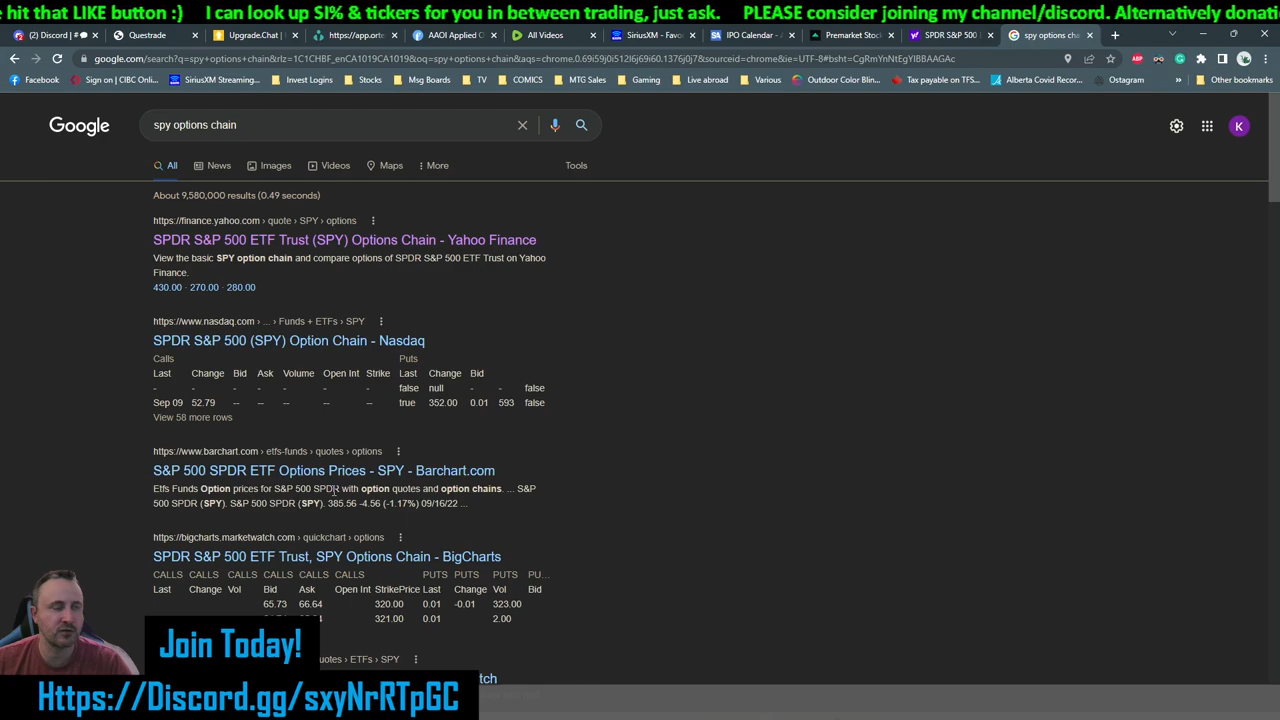 e hit that LIKE button :) I can look up SI% & tickers for you in between trading, just ask. PLEASE consider joining my channel/discord. Alternatively donati
(2) Discord | # Questrade Upgrade.Chat | https://app.orte AAOI Applied O All Videos SiriusXM - Favo IPO Calendar - A Premarket Stock SPDR S&P 500 spy options cha
google.com/search?q=spy+options+chain&rlz=1C1CHBF_enCA1019CA1019&oq=spy+options+chain&aqs=chrome.0.69i59j0i512l6j69i60.1376j0j7&sourceid=chrome&ie=UTF-8#bsht=CgRmYnNtEgYIBBAAGAc
Facebook Sign on | CIBC Onlin... SiriusXM Streaming... Invest Logins Stocks Msg Boards TV COMICS MTG Sales Gaming Live abroad Various Outdoor Color Blin... Tax payable on TFS... Alberta Covid Recor... Ostagram Other bookmarks
Google spy options chain K
All News Images Videos Maps More Tools
About 9,580,000 results (0.49 seconds)
https://finance.yahoo.com › quote › SPY › options
SPDR S&P 500 ETF Trust (SPY) Options Chain - Yahoo Finance
View the basic SPY option chain and compare options of SPDR S&P 500 ETF Trust on Yahoo
Finance.
430.00 · 270.00 · 280.00
https://www.nasdaq.com › ... › Funds + ETFs › SPY
SPDR S&P 500 (SPY) Option Chain - Nasdaq
Calls Puts
Last Change Bid Ask Volume Open Int Strike Last Change Bid
- - - - - - - false null - - false
Sep 09 52.79 -- -- -- -- -- true 352.00 0.01 593 false
View 58 more rows
https://www.barchart.com › etfs-funds › quotes › options
S&P 500 SPDR ETF Options Prices - SPY - Barchart.com
Etfs Funds Option prices for S&P 500 SPDR with option quotes and option chains. ... S&P
500 SPDR (SPY). S&P 500 SPDR (SPY). 385.56 -4.56 (-1.17%) 09/16/22 ...
https://bigcharts.marketwatch.com › quickchart › options
SPDR S&P 500 ETF Trust, SPY Options Chain - BigCharts
CALLS CALLS CALLS CALLS CALLS CALLS PUTS PUTS PUTS PU...
Last Change Vol Bid Ask Open Int StrikePrice Last Change Vol Bid
65.73 66.64 320.00 0.01 -0.01 323.00
321.00 0.01 2.00
Join Today!
uotes › ETFs › SPY
tch
Https://Discord.gg/sxyNrRTpGC